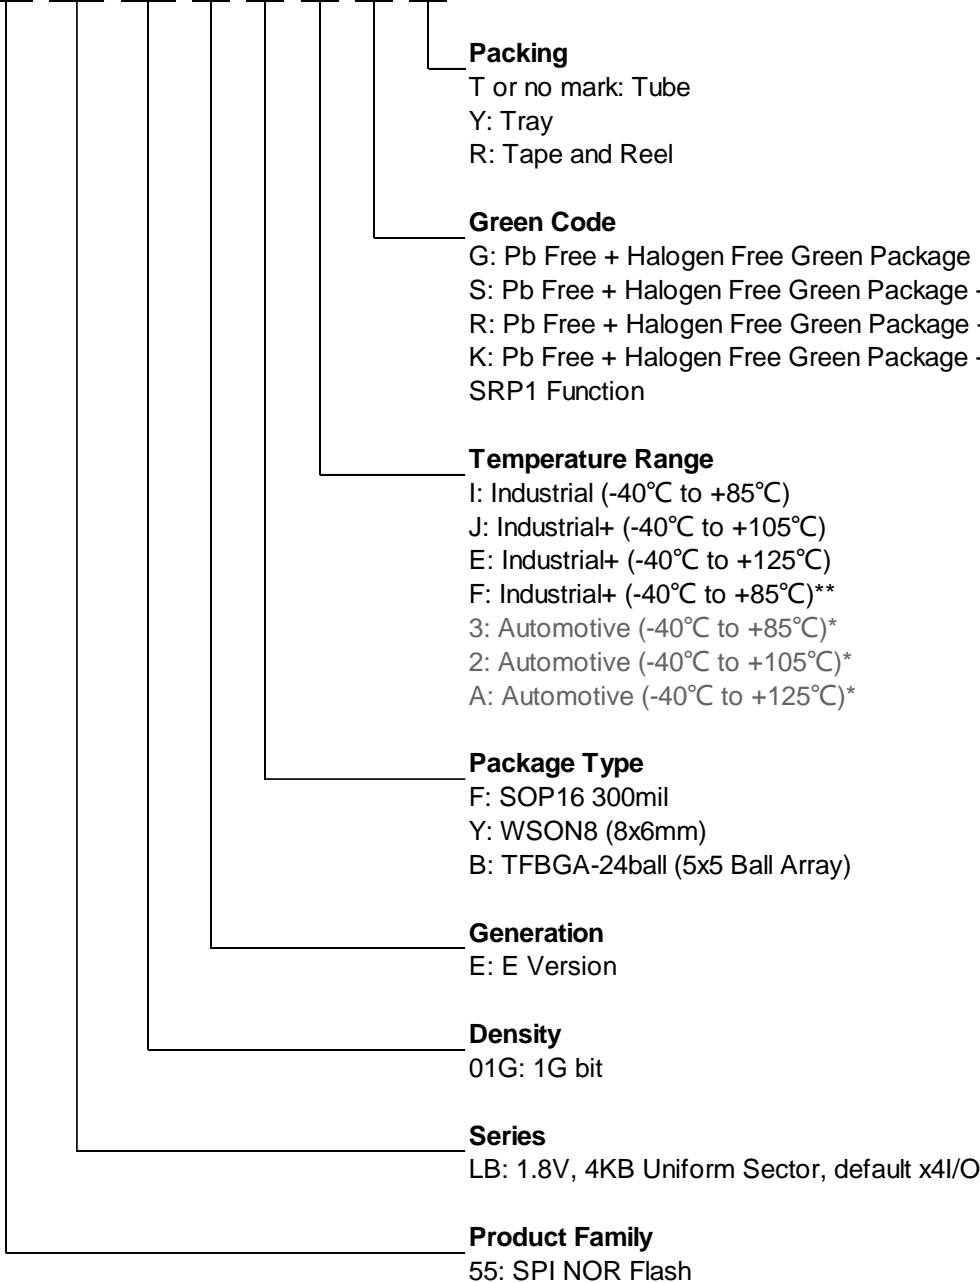 Packing
T or no mark: Tube
Y: Tray
R: Tape and Reel
Green Code
G: Pb Free + Halogen Free Green Package
S: Pb Free + Halogen Free Green Package
R: Pb Free + Halogen Free Green Package
K: Pb Free + Halogen Free Green Package
SRP1 Function
Temperature Range
I: Industrial (-40℃ to +85℃)
J: Industrial+ (-40℃ to +105℃)
E: Industrial+ (-40℃ to +125℃)
F: Industrial+ (-40℃ to +85℃)**
3: Automotive (-40℃ to +85℃)*
2: Automotive (-40℃ to +105℃)*
A: Automotive (-40℃ to +125℃)*
Package Type
F: SOP16 300mil
Y: WSON8 (8x6mm)
B: TFBGA-24ball (5x5 Ball Array)
Generation
E: E Version
Density
01G: 1G bit
Series
LB: 1.8V, 4KB Uniform Sector, default x4I/O
Product Family
55: SPI NOR Flash